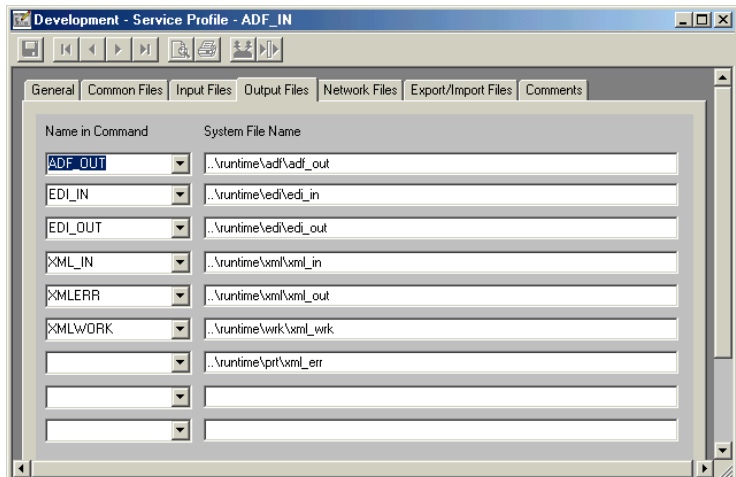 Development - Service Profile - ADF_IN
General Common Files Input Files Output Files Network Files Export/Import Files Comments
Name in Command System File Name
ADF_OUT ..\runtime\adf\adf_out
EDI_IN ..\runtime\edi\edi_in
EDI_OUT ..\runtime\edi\edi_out
XML_IN ..\runtime\xml\xml_in
XMLERR ..\runtime\xml\xml_out
XMLWORK ..\runtime\wrk\xml_wrk
..\runtime\prt\xml_err